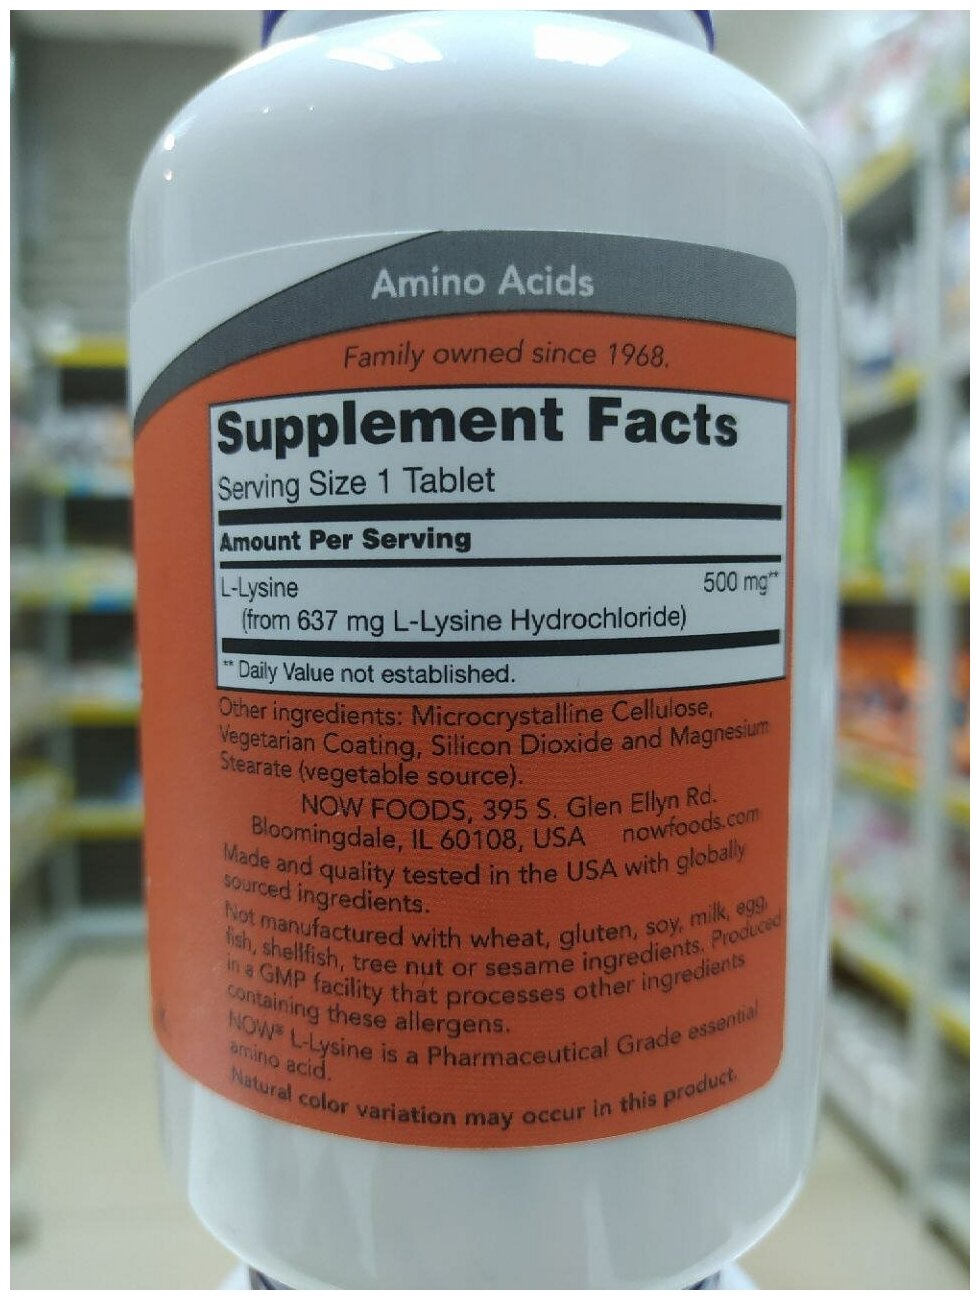 Amino Acids
Family owned since 1968.
Supplement Facts
Serving Size 1 Tablet
Amount Per Serving
L-Lysine 500 mg**
(from 637 mg L-Lysine Hydrochloride)
** Daily Value not established.
Other ingredients: Microcrystalline Cellulose,
Vegetarian Coating, Silicon Dioxide and Magnesium
Stearate (vegetable source).
NOW FOODS, 395 S. Glen Ellyn Rd.
Bloomingdale, IL 60108, USA nowfoods.com
Made and quality tested in the USA with globally
sourced ingredients.
Not manufactured with wheat, gluten, soy, milk, egg,
fish, shellfish, tree nut or sesame ingredients. Produced
in a GMP facility that processes other ingredients
containing these allergens.
NOW® L-Lysine is a Pharmaceutical Grade essential
amino acid.
Natural color variation may occur in this product.